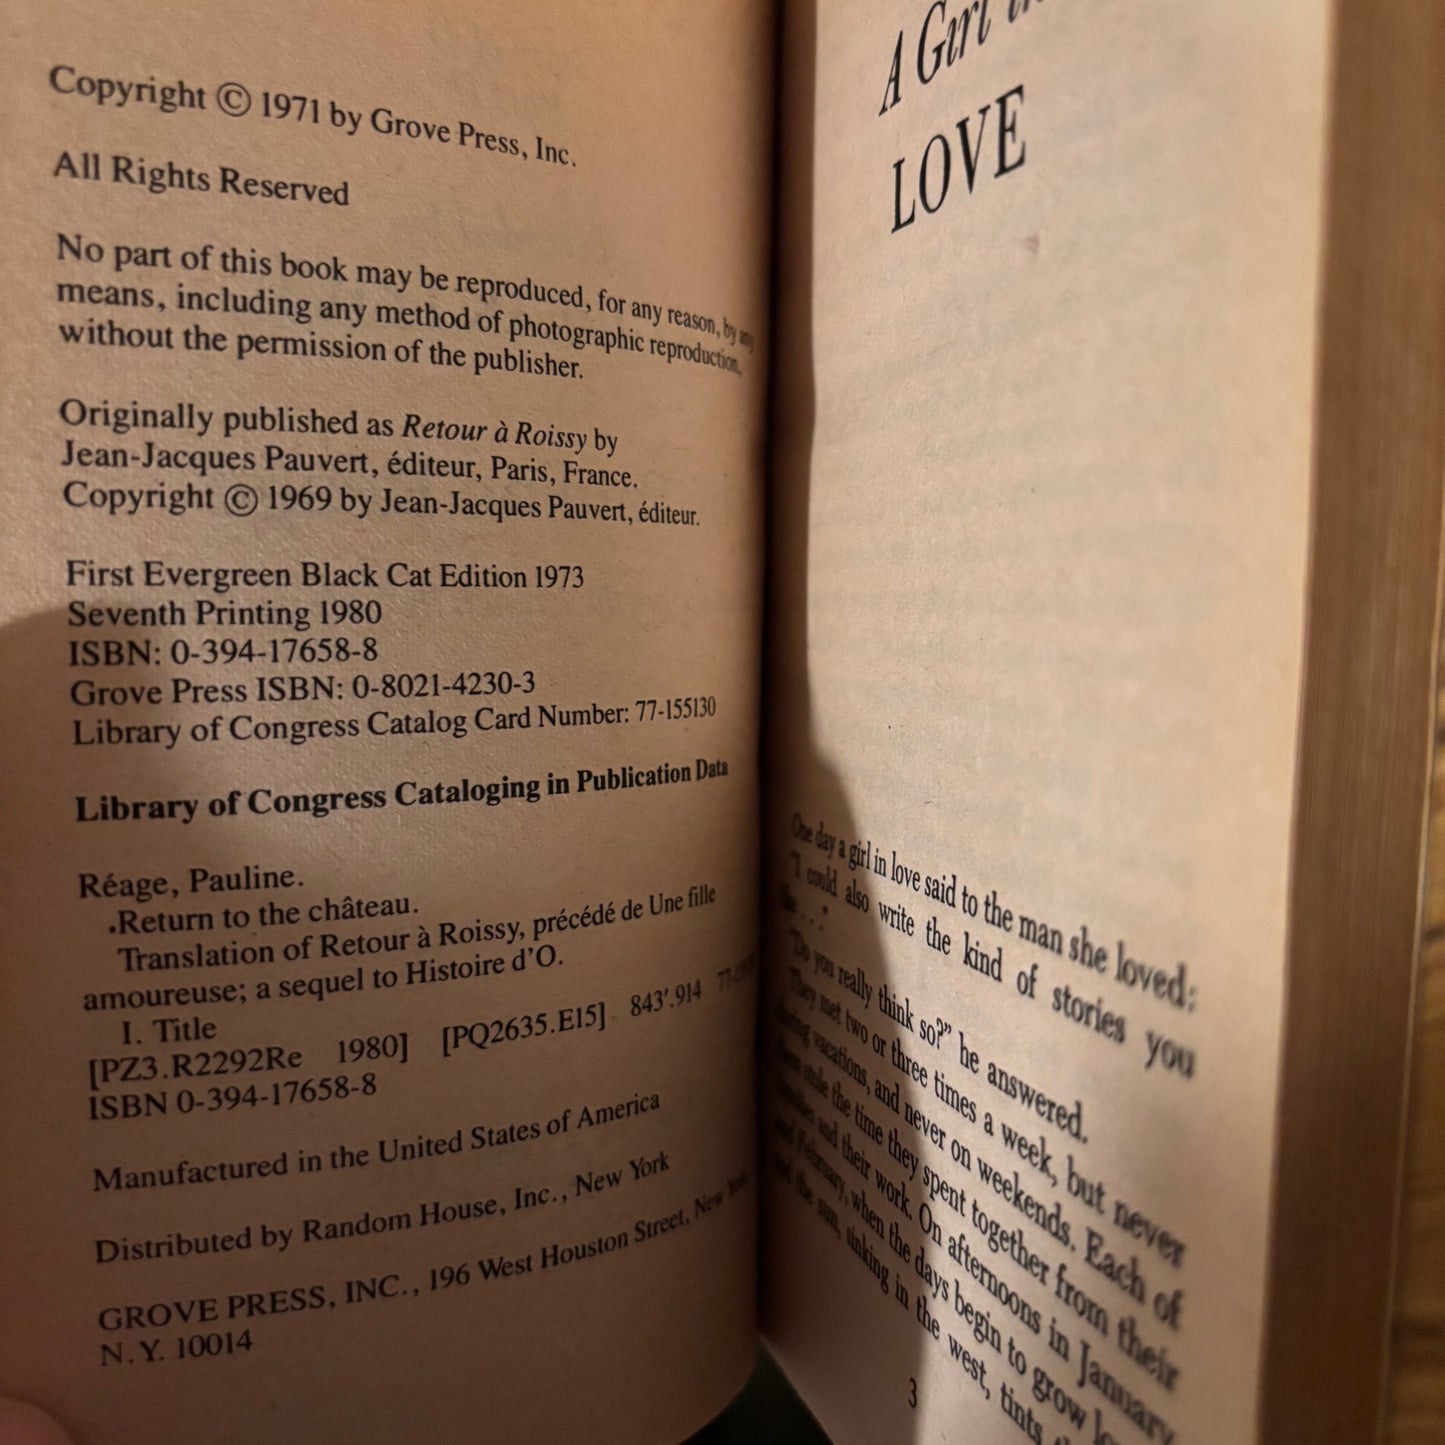 Copyright © 1971 by Grove Press, Inc.
All Rights Reserved
No part of this book may be reproduced, for any reason, by any
means, including any method of photographic reproduction,
without the permission of the publisher.
Originally published as Retour à Roissy by
Jean-Jacques Pauvert, éditeur, Paris, France.
Copyright © 1969 by Jean-Jacques Pauvert, éditeur.
First Evergreen Black Cat Edition 1973
Seventh Printing 1980
ISBN: 0-394-17658-8
Grove Press ISBN: 0-8021-4230-3
Library of Congress Catalog Card Number: 77-155130
Library of Congress Cataloging in Publication Data
Réage, Pauline.
.Return to the château.
Translation of Retour à Roissy, précédé de Une fille
amoureuse; a sequel to Histoire d'O.
I. Title
[PZ3.R2292Re 1980] [PQ2635.E15] 843'.914
ISBN 0-394-17658-8
Manufactured in the United States of America
Distributed by Random House, Inc., New York
GROVE PRESS, INC., 196 West Houston Street, New York,
N.Y. 10014
A Girl
LOVE
One day a girl in love said to the man she loved:
"I could also write the kind of stories you
like . . ."
"Do you really think so?" he answered.
They met two or three times a week, but never
during vacations, and never on weekends. Each of
them stole the time they spent together from their
families and their work. On afternoons in January
and February, when the days begin to grow
and the sun, sinking in the west, tints
3